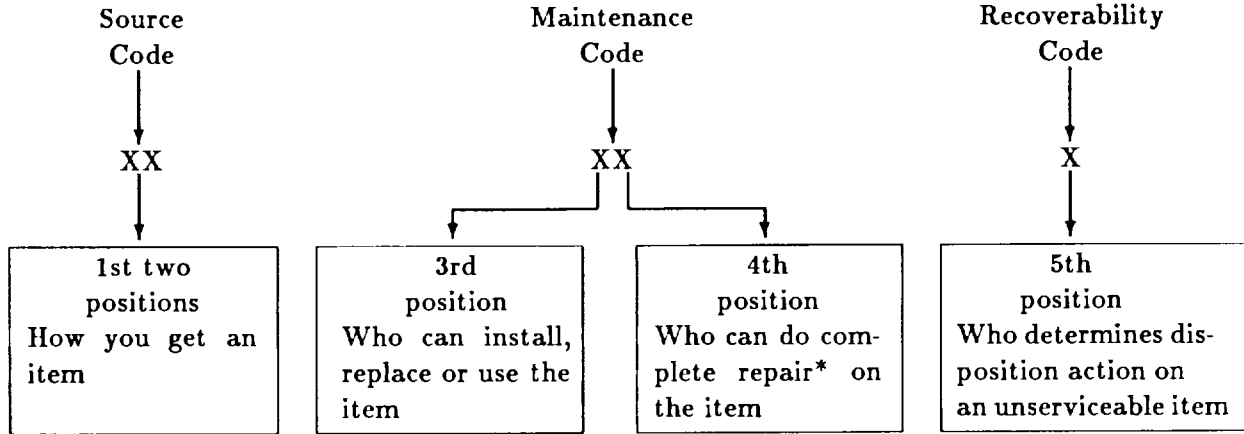 Source
Code
Maintenance
Code
Recoverability
Code
XX
XX
X
1st two
positions
How you get an
item
3rd
position
Who can install,
replace or use the
item
4th
position
Who can do com-
plete repair* on
the item
5th
position
Who determines dis-
position action on
an unserviceable item